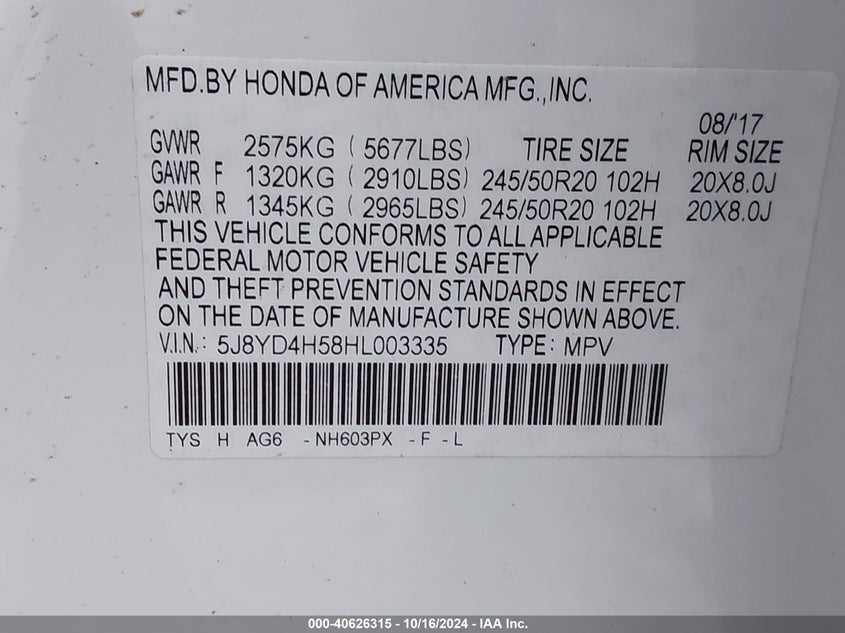 MFD.BY HONDA OF AMERICA MFG.,INC.
08/'17
GVWR 2575KG ( 5677LBS) TIRE SIZE RIM SIZE
GAWR F 1320KG ( 2910LBS) 245/50R20 102H 20X8.0J
GAWR R 1345KG ( 2965LBS) 245/50R20 102H 20X8.0J
THIS VEHICLE CONFORMS TO ALL APPLICABLE
FEDERAL MOTOR VEHICLE SAFETY
AND THEFT PREVENTION STANDARDS IN EFFECT
ON THE DATE OF MANUFACTURE SHOWN ABOVE.
V.I.N.: 5J8YD4H58HL003335 TYPE: MPV
TYS H AG6 -NH603PX -F -L
000-40626315 - 10/16/2024 - IAA Inc.